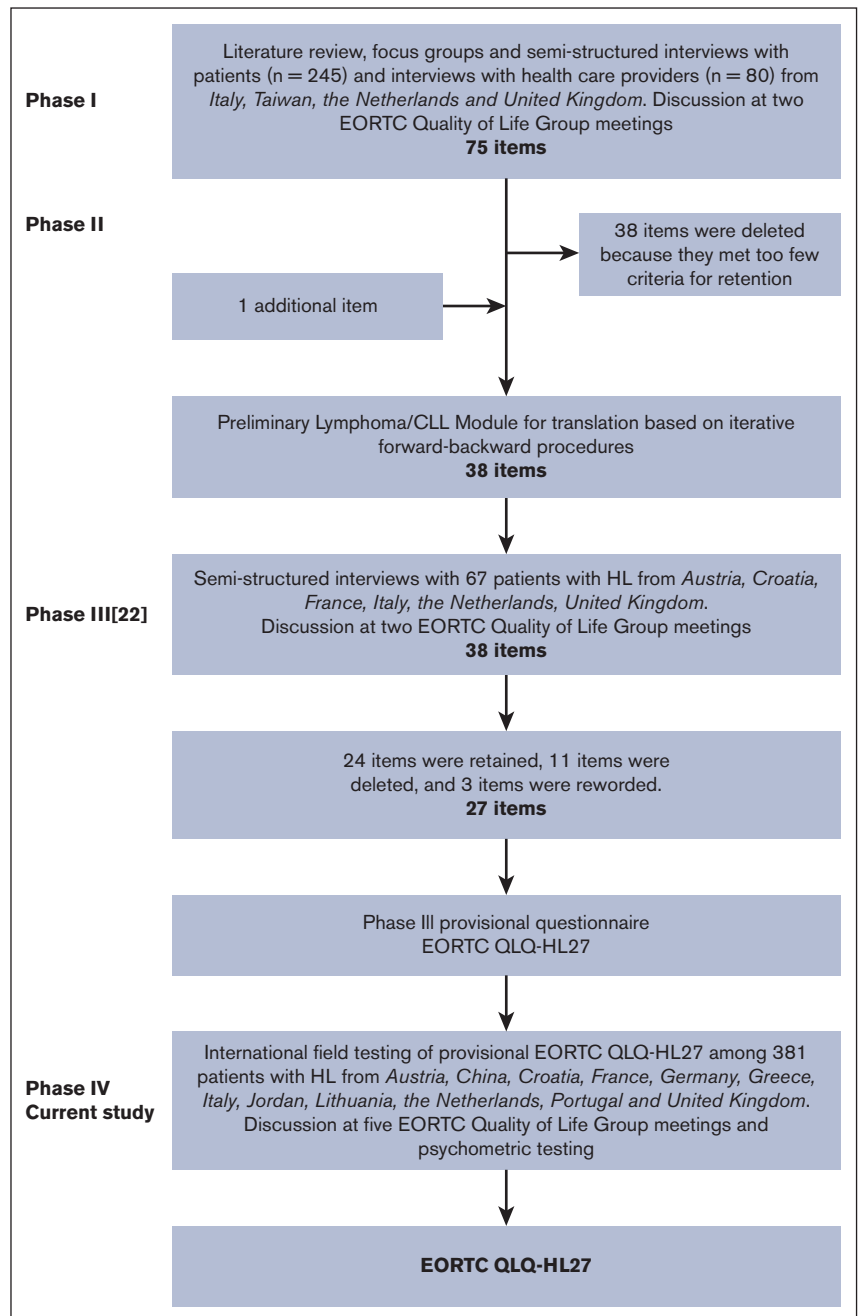 Phase I
Literature review, focus groups and semi-structured interviews with
patients (n = 245) and interviews with health care providers (n = 80) from
Italy, Taiwan, the Netherlands and United Kingdom. Discussion at two
EORTC Quality of Life Group meetings
75 items
Phase II
38 items were deleted
because they met too few
criteria for retention
1 additional item
Preliminary Lymphoma/CLL Module for translation based on iterative
forward-backward procedures
38 items
Phase III[22]
Semi-structured interviews with 67 patients with HL from Austria, Croatia,
France, Italy, the Netherlands, United Kingdom.
Discussion at two EORTC Quality of Life Group meetings
38 items
24 items were retained, 11 items were
deleted, and 3 items were reworded.
27 items
Phase III provisional questionnaire
EORTC QLQ-HL27
Phase IV
Current study
International field testing of provisional EORTC QLQ-HL27 among 381
patients with HL from Austria, China, Croatia, France, Germany, Greece,
Italy, Jordan, Lithuania, the Netherlands, Portugal and United Kingdom.
Discussion at five EORTC Quality of Life Group meetings and
psychometric testing
EORTC QLQ-HL27